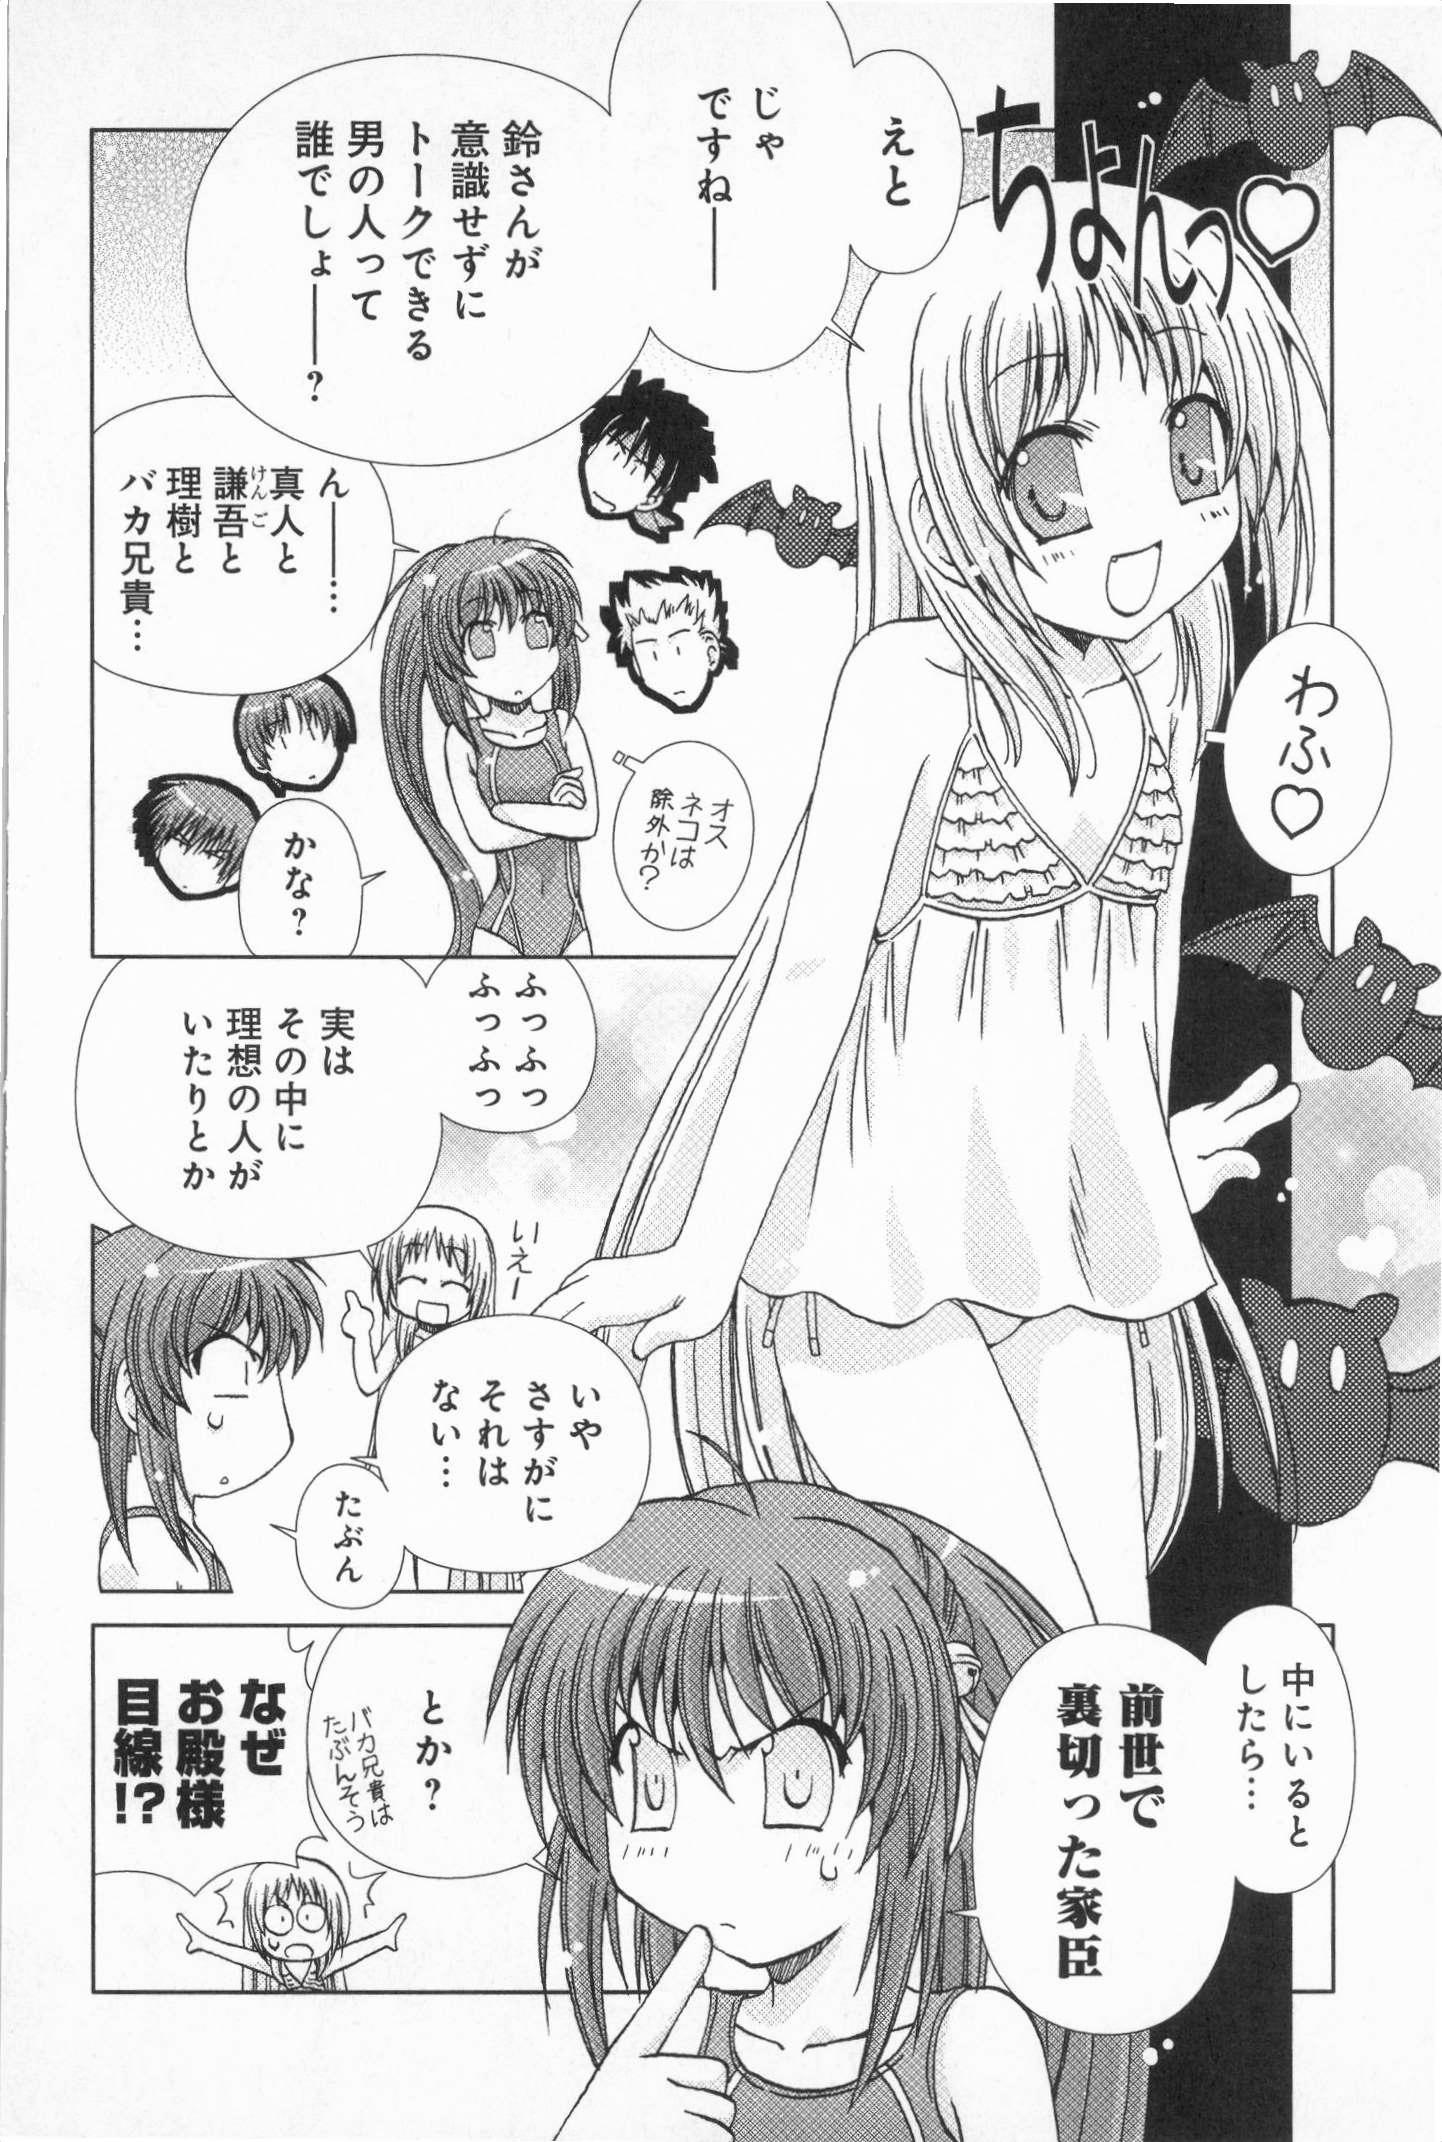 ちょんっ♡
えと
じゃ
ですね――
鈴さんが
意識せずに
トークできる
男の人って
誰でしょ――?
わふ♡
ん――…
真人と
謙吾と
けんご
理樹と
バカ兄貴…
オス
ネコは
除外か?
かな?
ふっふっ
ふっふっ
実は
その中に
理想の人が
いたりとか
いえー
いや
さすがに
それは
ない…
たぶん
中にいると
したら…
前世で
裏切った家臣
とか?
バカ兄貴は
たぶんそう
なぜ
お殿様
目線!?